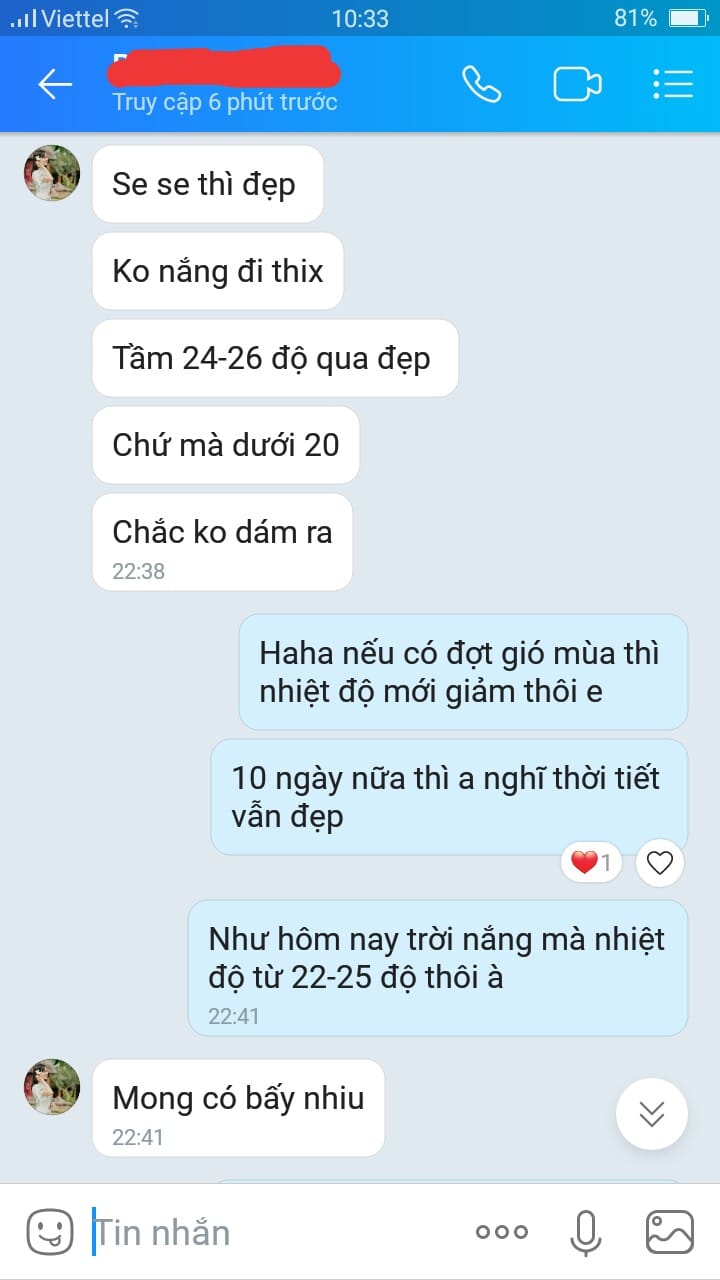 Viettel
10:33
81%
Truy cập 6 phút trước
Se se thì đẹp
Ko nắng đi thix
Tầm 24-26 độ qua đẹp
Chứ mà dưới 20
Chắc ko dám ra
22:38
Haha nếu có đợt gió mùa thì
nhiệt độ mới giảm thôi e
10 ngày nữa thì a nghĩ thời tiết
vẫn đẹp
1
Như hôm nay trời nắng mà nhiệt
độ từ 22-25 độ thôi à
22:41
Mong có bấy nhiu
22:41
Tin nhắn